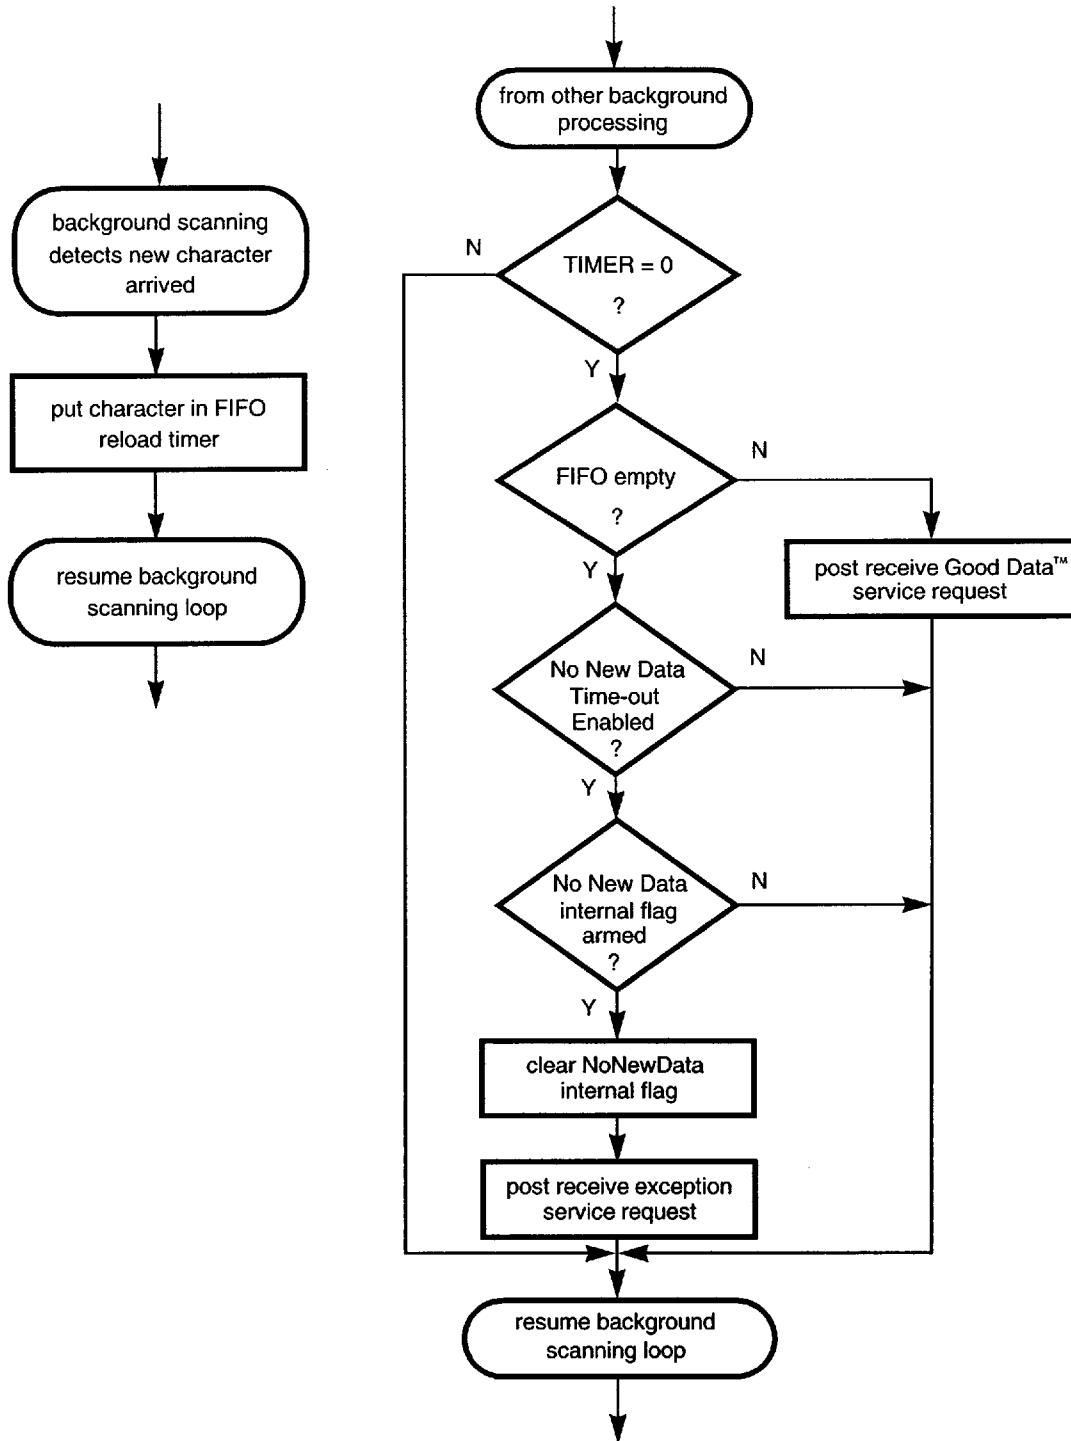 background scanning
detects new character
arrived
put character in FIFO
reload timer
resume background
scanning loop
from other background
processing
N
TIMER = 0
?
Y
N
FIFO empty
?
Y
post receive Good Data™
service request
N
No New Data
Time-out
Enabled
?
Y
N
No New Data
internal flag
armed
?
Y
clear NoNewData
internal flag
post receive exception
service request
resume background
scanning loop